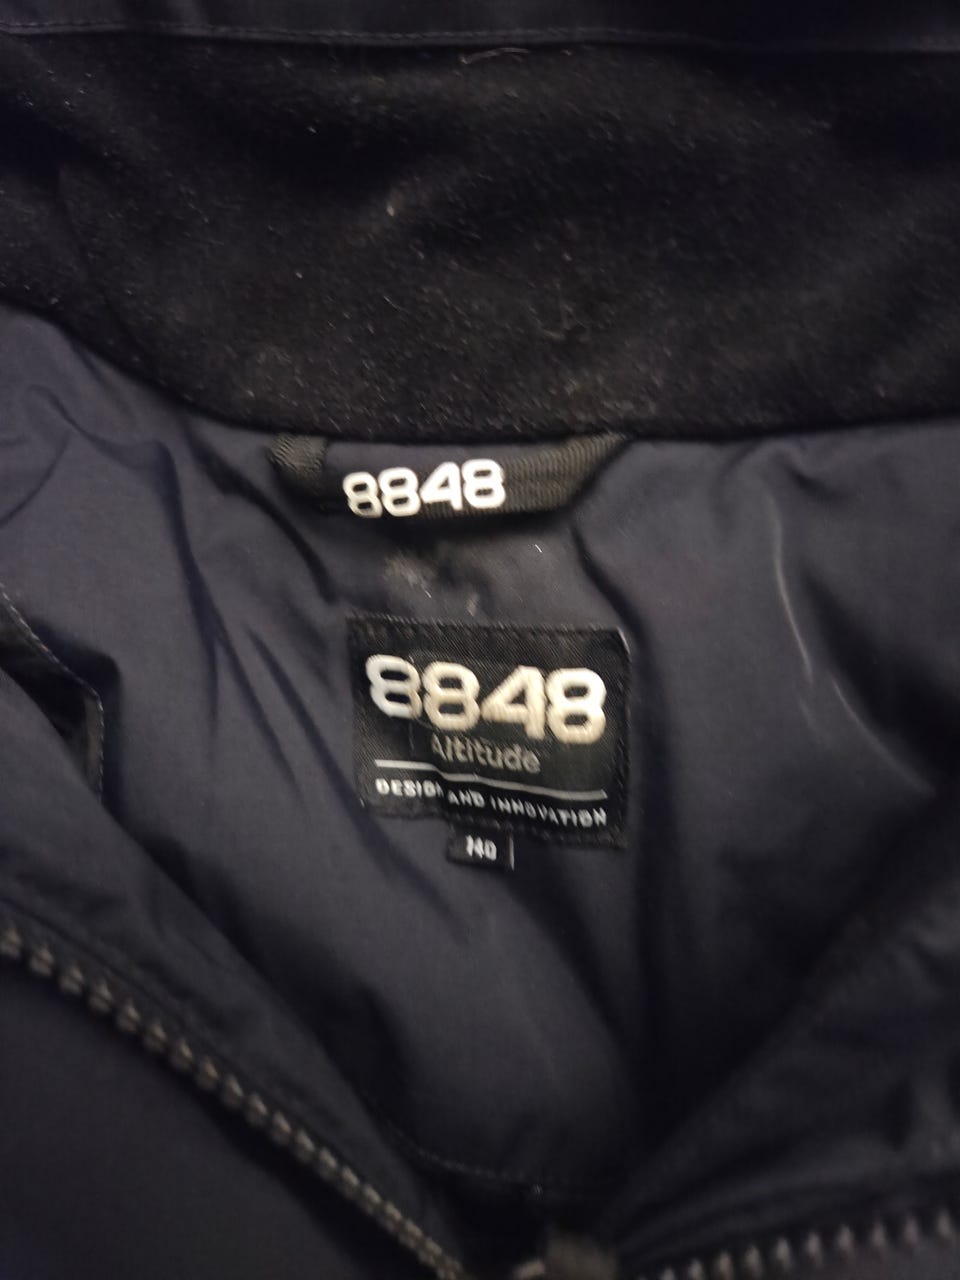 8848
8848
Altitude
DESIGN AND INNOVATION
140